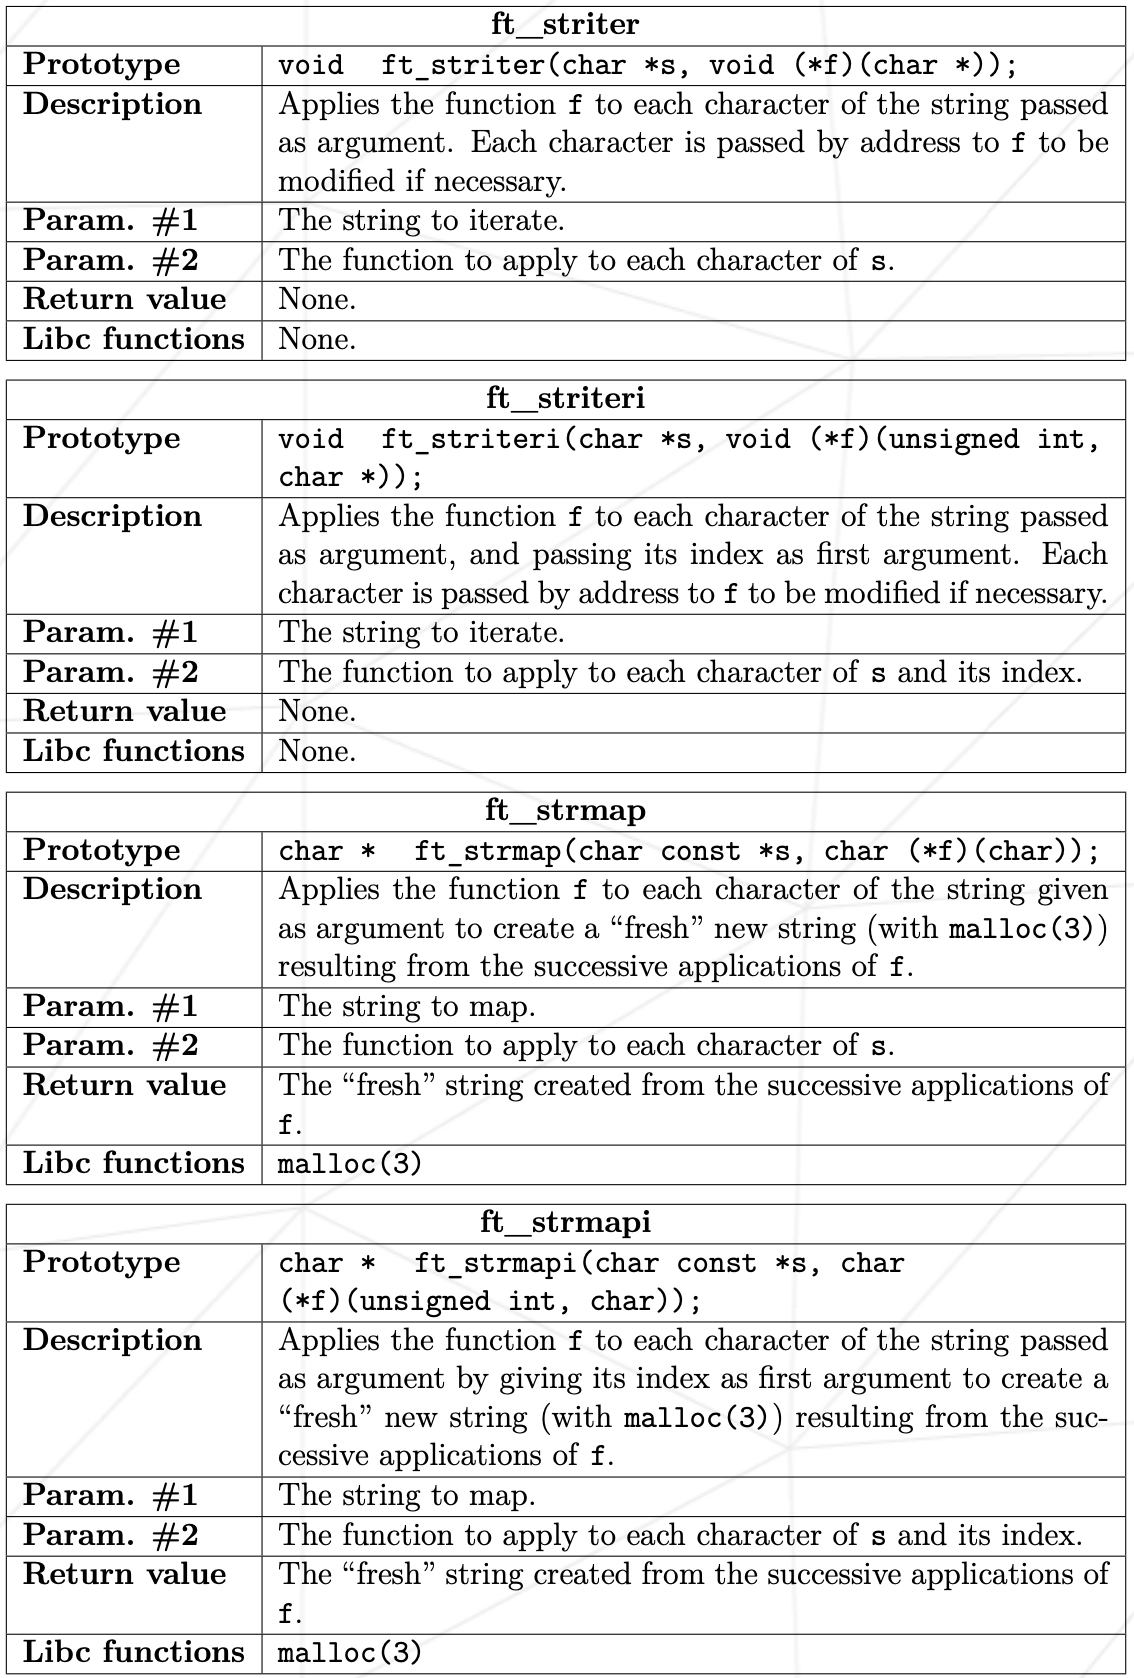 ft_striter
Prototype void ft_striter(char *s, void (*f)(char *));
Description Applies the function f to each character of the string passed
as argument. Each character is passed by address to f to be
modified if necessary.
Param. #1 The string to iterate.
Param. #2 The function to apply to each character of s.
Return value None.
Libc functions None.
ft_striteri
Prototype void ft_striteri(char *s, void (*f)(unsigned int,
char *));
Description Applies the function f to each character of the string passed
as argument, and passing its index as first argument. Each
character is passed by address to f to be modified if necessary.
Param. #1 The string to iterate.
Param. #2 The function to apply to each character of s and its index.
Return value None.
Libc functions None.
ft_strmap
Prototype char * ft_strmap(char const *s, char (*f)(char));
Description Applies the function f to each character of the string given
as argument to create a “fresh” new string (with malloc(3))
resulting from the successive applications of f.
Param. #1 The string to map.
Param. #2 The function to apply to each character of s.
Return value The “fresh” string created from the successive applications of
f.
Libc functions malloc(3)
ft_strmapi
Prototype char * ft_strmapi(char const *s, char
(*f)(unsigned int, char));
Description Applies the function f to each character of the string passed
as argument by giving its index as first argument to create a
“fresh” new string (with malloc(3)) resulting from the suc-
cessive applications of f.
Param. #1 The string to map.
Param. #2 The function to apply to each character of s and its index.
Return value The “fresh” string created from the successive applications of
f.
Libc functions malloc(3)